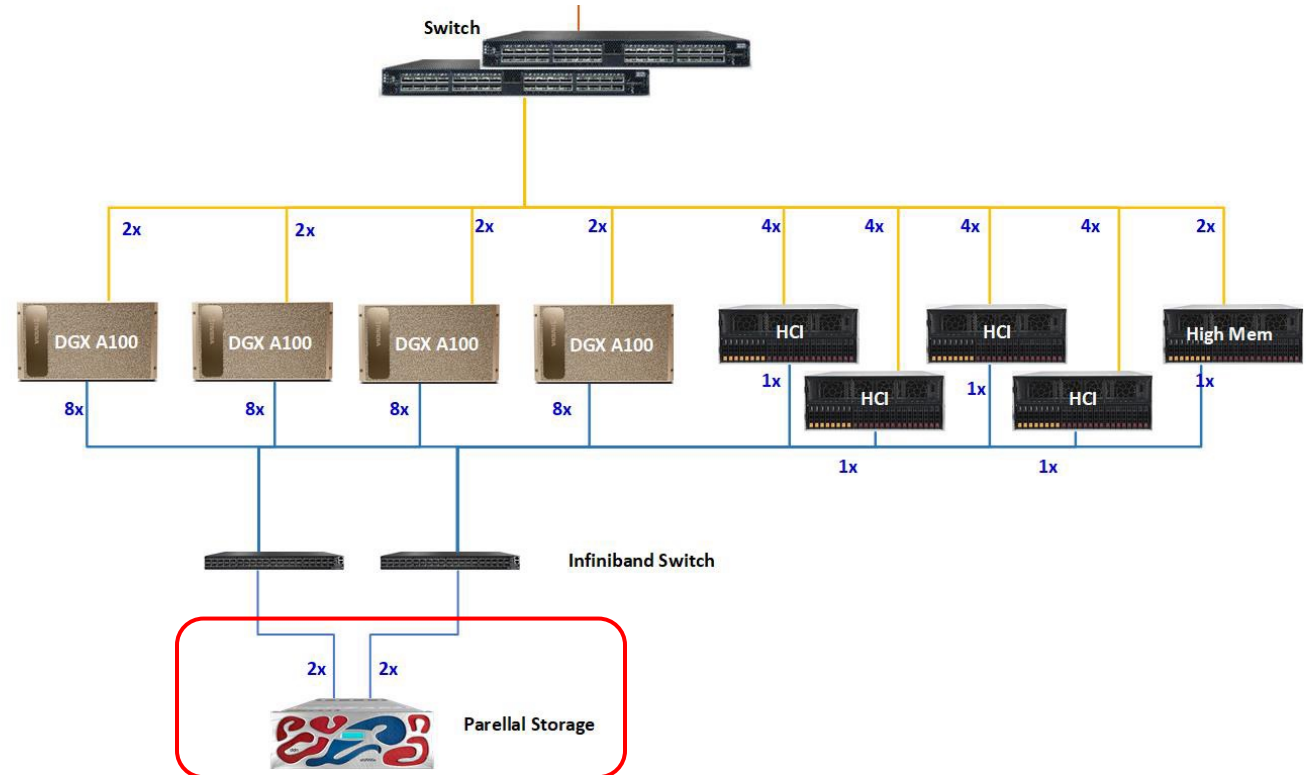 Switch
2x
2x
2x
2x
4x
4x
4x
4x
2x
DGX A100
DGX A100
DGX A100
DGX A100
HCI
HCI
High Mem
HCI
HCI
8x
8x
8x
8x
1x
1x
1x
1x
1x
Infiniband Switch
2x
2x
Parellal Storage